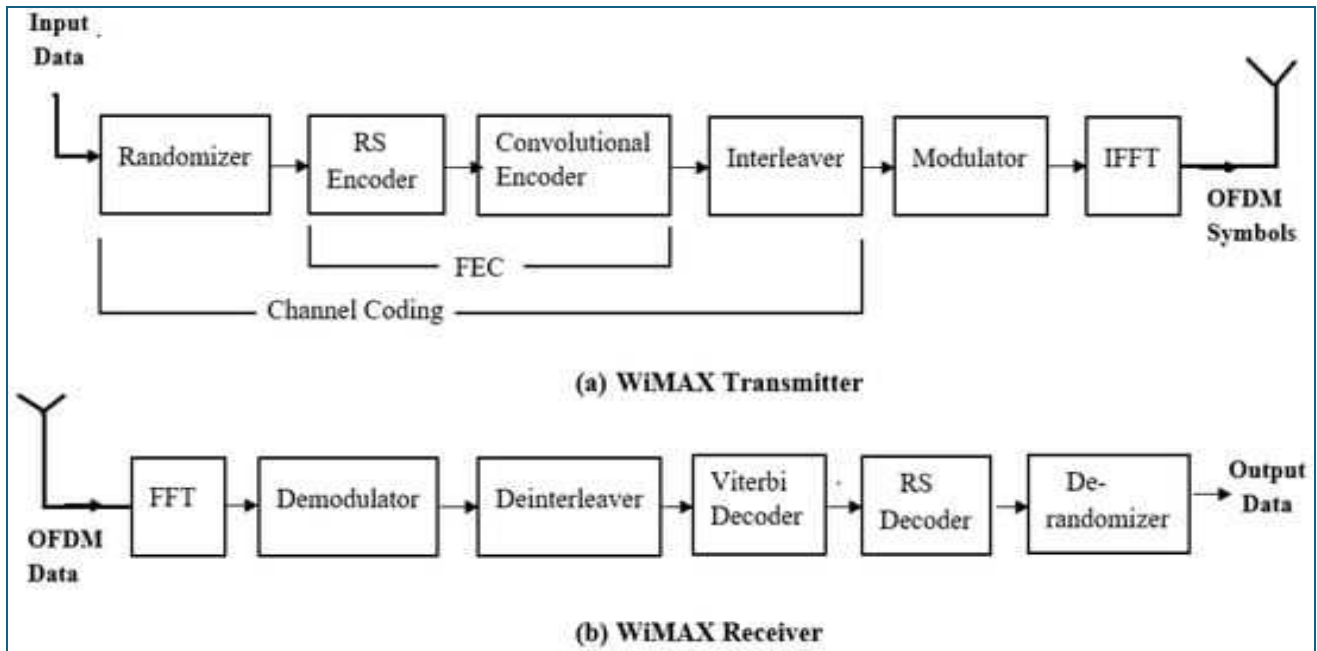 Input
Data
Randomizer
RS
Encoder
Convolutional
Encoder
Interleaver
Modulator
IFFT
OFDM
Symbols
FEC
Channel Coding
(a) WiMAX Transmitter
OFDM
Data
FFT
Demodulator
Deinterleaver
Viterbi
Decoder
RS
Decoder
De-
randomizer
Output
Data
(b) WiMAX Receiver